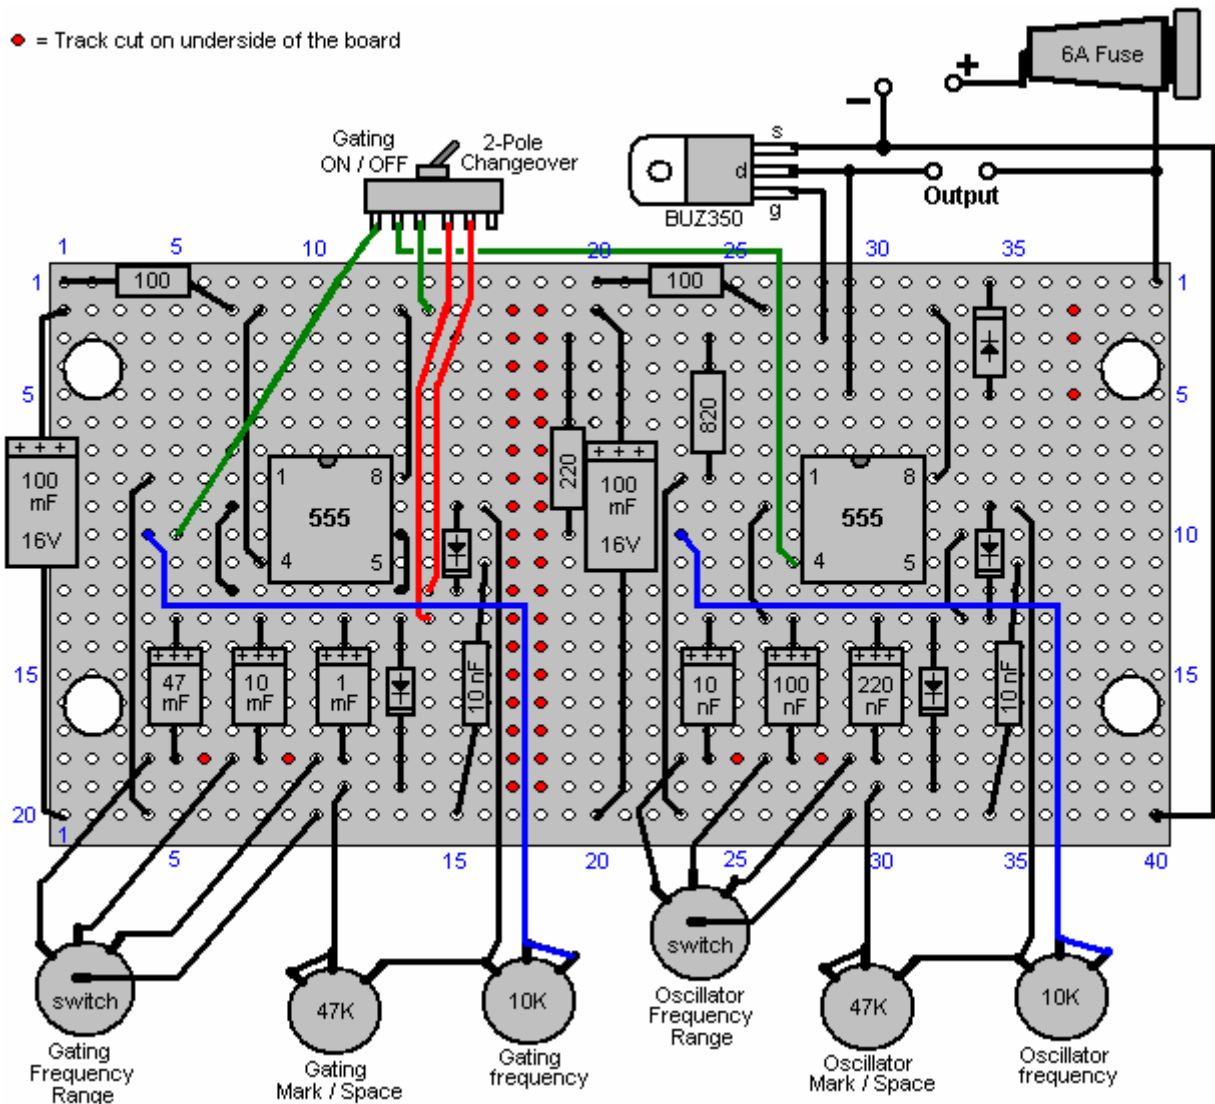 = Track cut on underside of the board
6A Fuse
+
−
Gating
ON / OFF
2-Pole
Changeover
s
d
g
BUZ350
Output
1
5
10
20
25
30
35
1
1
100
100
5
5
+ + +
100
mF
16V
1
8
555
4
5
220
+ + +
100
mF
16V
820
1
8
555
4
5
10
10
15
15
+++
47
mF
+++
10
mF
+++
1
mF
10 nF
+++
10
nF
+++
100
nF
+++
220
nF
10 nF
20
20
1
5
15
20
25
30
35
40
switch
Gating
Frequency
Range
47K
Gating
Mark / Space
10K
Gating
frequency
switch
Oscillator
Frequency
Range
47K
Oscillator
Mark / Space
10K
Oscillator
frequency